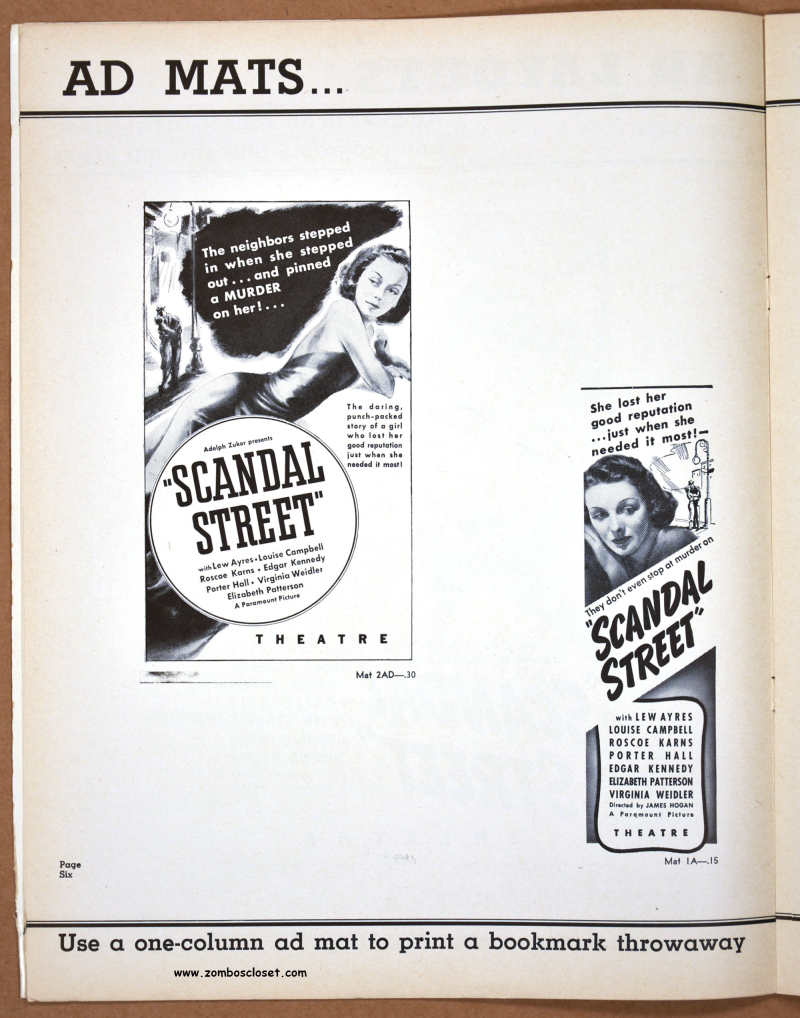 AD MATS...
The neighbors stepped
in when she stepped
out...and pinned
a MURDER
on her!...
The daring,
punch-packed
story of a girl
who lost her
good reputation
just when she
needed it most!
Adolph Zukor presents
"SCANDAL
STREET"
with Lew Ayres • Louise Campbell
Roscoe Karns • Edgar Kennedy
Porter Hall • Virginia Weidler
Elizabeth Patterson
A Paramount Picture
THEATRE
Mat 2AD—.30
She lost her
good reputation
...just when she
needed it most!—
They don't even stop at murder on
"SCANDAL
STREET"
with LEW AYRES
LOUISE CAMPBELL
ROSCOE KARNS
PORTER HALL
EDGAR KENNEDY
ELIZABETH PATTERSON
VIRGINIA WEIDLER
Directed by JAMES HOGAN
A Paramount Picture
THEATRE
Mat 1A—.15
Page
Six
Use a one-column ad mat to print a bookmark throwaway
www.zomboscloset.com